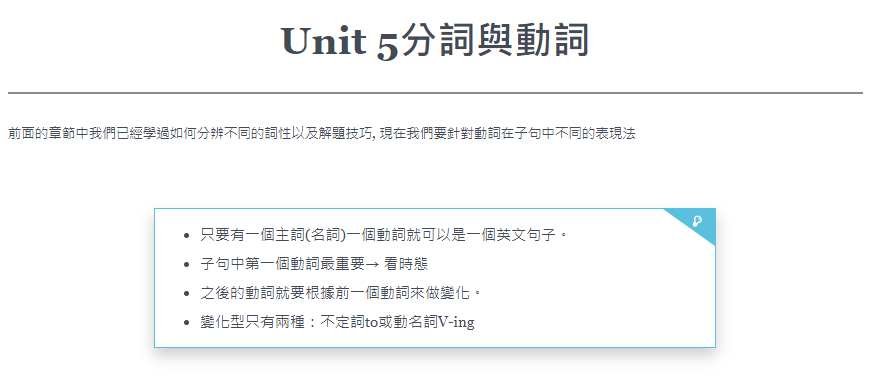 Unit 5分詞與動詞
前面的章節中我們已經學過如何分辨不同的詞性以及解題技巧, 現在我們要針對動詞在子句中不同的表現法
只要有一個主詞(名詞)一個動詞就可以是一個英文句子。
子句中第一個動詞最重要→ 看時態
之後的動詞就要根據前一個動詞來做變化。
變化型只有兩種：不定詞to或動名詞V-ing